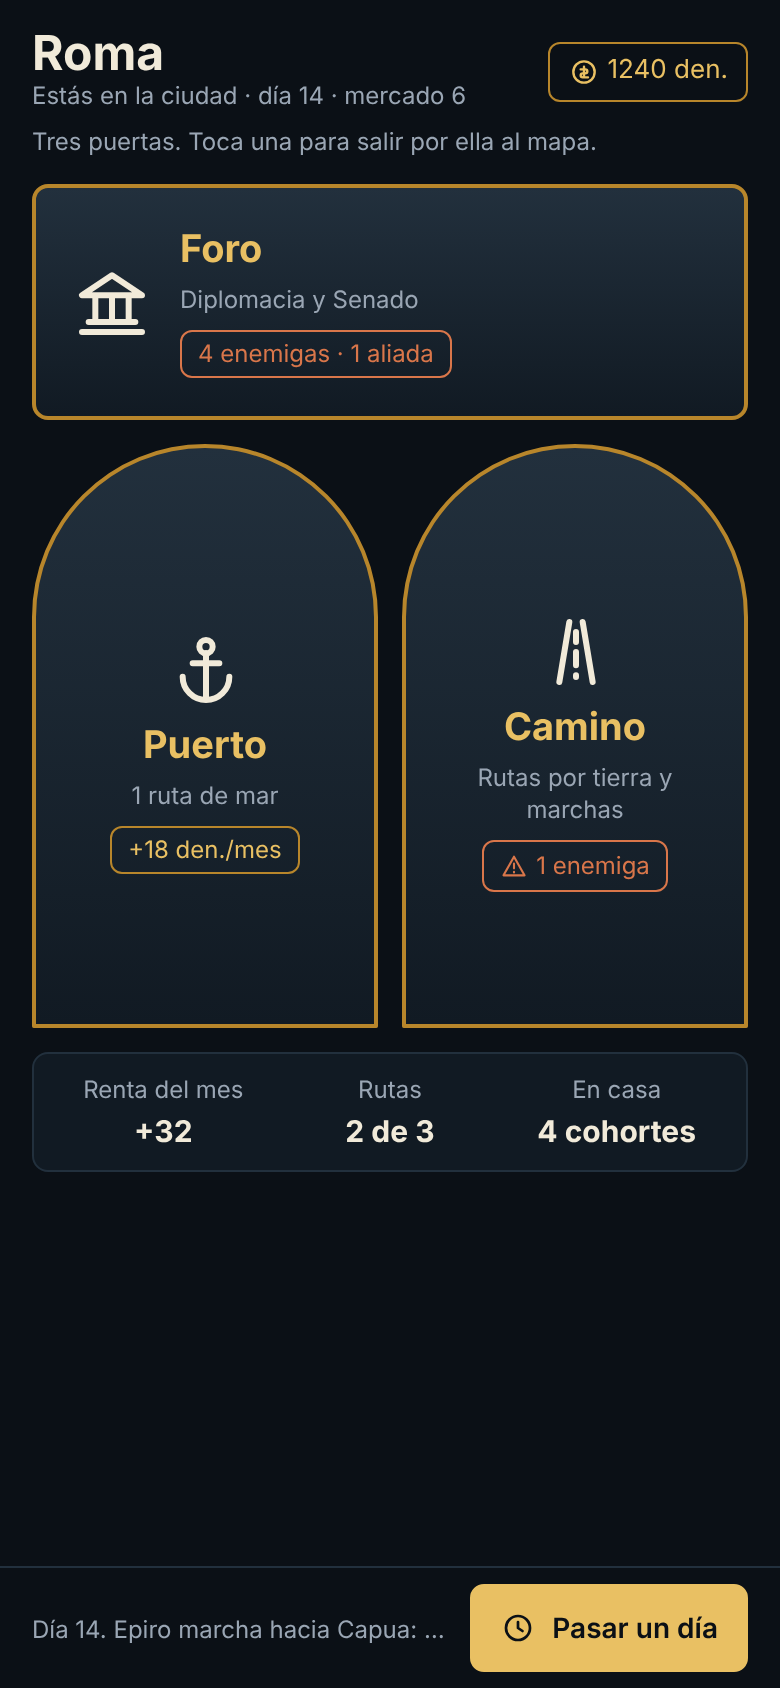 Roma
1240 den.
Estás en la ciudad · día 14 · mercado 6
Tres puertas. Toca una para salir por ella al mapa.
Foro
Diplomacia y Senado
4 enemigas · 1 aliada
Puerto
1 ruta de mar
+18 den./mes
Camino
Rutas por tierra y
marchas
1 enemiga
Renta del mes
+32
Rutas
2 de 3
En casa
4 cohortes
Día 14. Epiro marcha hacia Capua: ...
Pasar un día